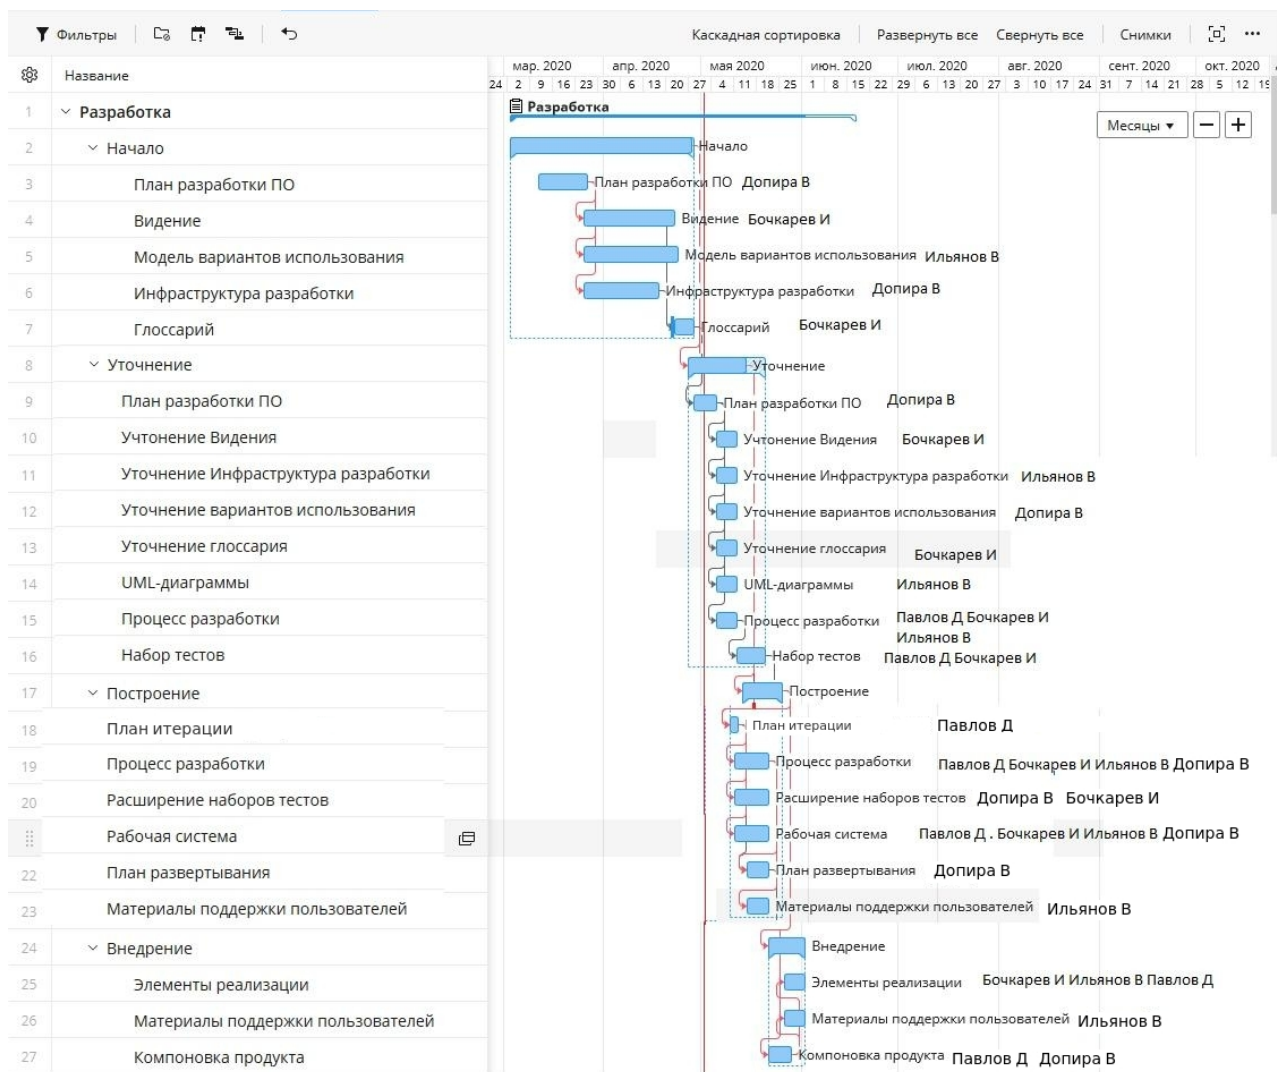 Фильтры Каскадная сортировка Развернуть все Свернуть все Снимки
Название
мар. 2020 апр. 2020 мая 2020 июн. 2020 июл. 2020 авг. 2020 сент. 2020 окт. 2020
24 2 9 16 23 30 6 13 20 27 4 11 18 25 1 8 15 22 29 6 13 20 27 3 10 17 24 31 7 14 21 28 5 12 19
1 Разработка Разработка
Месяцы
2 Начало Начало
3 План разработки ПО План разработки ПО Допира В
4 Видение Видение Бочкарев И
5 Модель вариантов использования Модель вариантов использования Ильянов В
6 Инфраструктура разработки Инфраструктура разработки Допира В
7 Глоссарий Глоссарий Бочкарев И
8 Уточнение Уточнение
9 План разработки ПО План разработки ПО Допира В
10 Учтонение Видения Учтонение Видения Бочкарев И
11 Уточнение Инфраструктура разработки Уточнение Инфраструктура разработки Ильянов В
12 Уточнение вариантов использования Уточнение вариантов использования Допира В
13 Уточнение глоссария Уточнение глоссария Бочкарев И
14 UML-диаграммы UML-диаграммы Ильянов В
15 Процесс разработки Процесс разработки Павлов Д Бочкарев И
Ильянов В
16 Набор тестов Набор тестов Павлов Д Бочкарев И
17 Построение Построение
18 План итерации План итерации Павлов Д
19 Процесс разработки Процесс разработки Павлов Д Бочкарев И Ильянов В Допира В
20 Расширение наборов тестов Расширение наборов тестов Допира В Бочкарев И
Рабочая система Рабочая система Павлов Д . Бочкарев И Ильянов В Допира В
22 План развертывания План развертывания Допира В
23 Материалы поддержки пользователей Материалы поддержки пользователей Ильянов В
24 Внедрение Внедрение
25 Элементы реализации Элементы реализации Бочкарев И Ильянов В Павлов Д
26 Материалы поддержки пользователей Материалы поддержки пользователей Ильянов В
27 Компоновка продукта Компоновка продукта Павлов Д Допира В